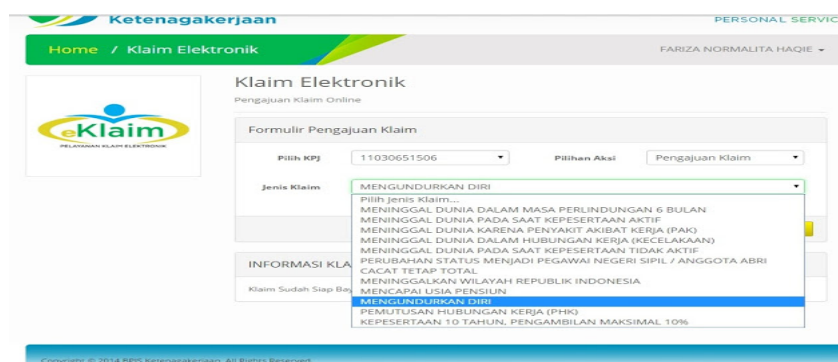 Ketenagakerjaan
PERSONAL SERVIC
Home / Klaim Elektronik
FARIZA NORMALITA HAQIE
eKlaim
PELAYANAN KLAIM ELEKTRONIK
Klaim Elektronik
Pengajuan Klaim Online
Formulir Pengajuan Klaim
Pilih KPJ 11030651506 Pilihan Aksi Pengajuan Klaim
Jenis Klaim MENGUNDURKAN DIRI
Pilih Jenis Klaim...
MENINGGAL DUNIA DALAM MASA PERLINDUNGAN 6 BULAN
MENINGGAL DUNIA PADA SAAT KEPESERTAAN AKTIF
MENINGGAL DUNIA KARENA PENYAKIT AKIBAT KERJA (PAK)
MENINGGAL DUNIA DALAM HUBUNGAN KERJA (KECELAKAAN)
MENINGGAL DUNIA PADA SAAT KEPESERTAAN TIDAK AKTIF
PERUBAHAN STATUS MENJADI PEGAWAI NEGERI SIPIL / ANGGOTA ABRI
CACAT TETAP TOTAL
MENINGGALKAN WILAYAH REPUBLIK INDONESIA
MENCAPAI USIA PENSIUN
MENGUNDURKAN DIRI
PEMUTUSAN HUBUNGAN KERJA (PHK)
KEPESERTAAN 10 TAHUN, PENGAMBILAN MAKSIMAL 10%
INFORMASI KLA
Klaim Sudah Siap Bay
Copyright © 2014 BPJS Ketenagakerjaan. All Rights Reserved